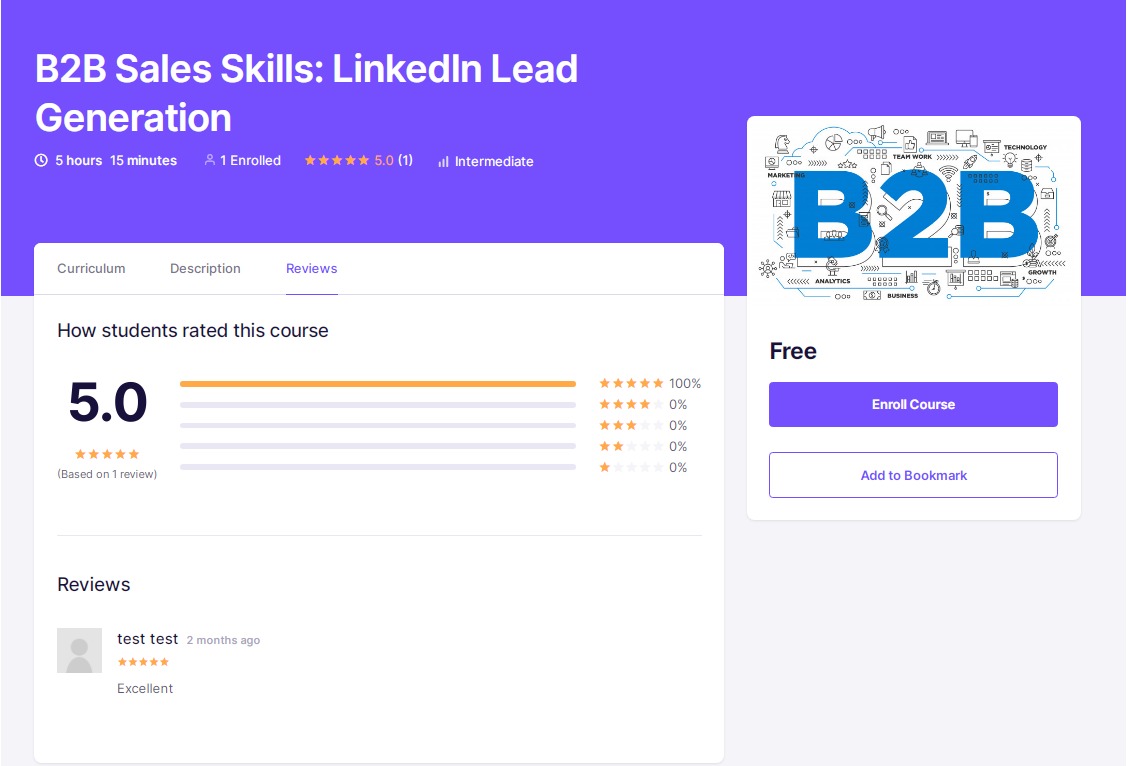 B2B Sales Skills: LinkedIn Lead
Generation
5 hours 15 minutes 1 Enrolled 5.0 (1) Intermediate
TECHNOLOGY
TEAM WORK
MARKETING
B2B
GROWTH
ANALYTICS
BUSINESS
Curriculum Description Reviews
How students rated this course
5.0
(Based on 1 review)
100%
0%
0%
0%
0%
Free
Enroll Course
Add to Bookmark
Reviews
test test 2 months ago
Excellent